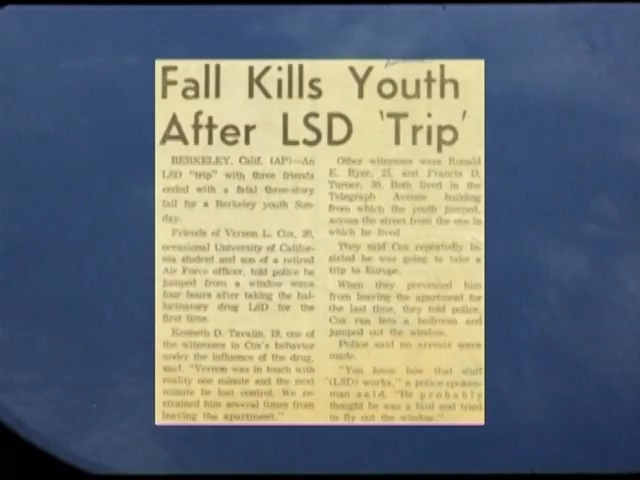 Fall Kills Youth
After LSD 'Trip'
BERKELEY, Calif. (AP)—An
LSD "trip" with three friends
ended with a fatal three-story
fall for a Berkeley youth Sun-
day.
Friends of Vernon L. Cox, 20,
occasional University of Califor-
nia student and son of a retired
Air Force officer, told police he
jumped from a window some
four hours after taking the hal-
lucinatory drug LSD for the
first time.
Kenneth D. Tavalin, 19, one of
the witnesses to Cox's behavior
under the influence of the drug,
said, "Vernon was in touch with
reality one minute and the next
minute he lost control. We re-
strained him several times from
leaving the apartment."
Other witnesses were Ronald
E. Ryer, 25, and Francis D.
Turner, 30. Both lived in the
Telegraph Avenue building
from which the youth jumped,
across the street from the one in
which he lived.
They said Cox repeatedly in-
sisted he was going to take a
trip to Europe.
When they prevented him
from leaving the apartment for
the last time, they told police,
Cox ran into a bedroom and
jumped out the window.
Police said no arrests were
made.
"You know how that stuff
(LSD) works," a police spokes-
man said. "He probably
thought he was a bird and tried
to fly out the window."